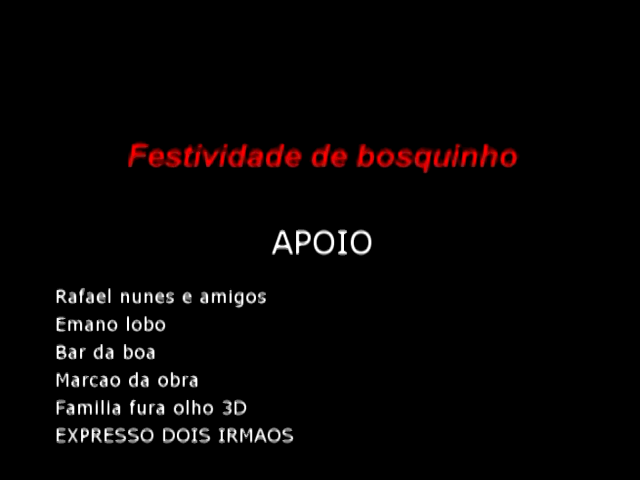 Festividade de bosquinho
APOIO
Rafael nunes e amigos
Emano lobo
Bar da boa
Marcao da obra
Familia fura olho 3D
EXPRESSO DOIS IRMAOS